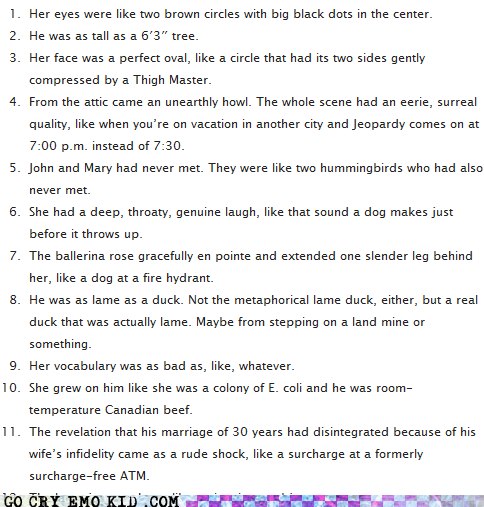 1. Her eyes were like two brown circles with big black dots in the center.
2. He was as tall as a 6’3” tree.
3. Her face was a perfect oval, like a circle that had its two sides gently
compressed by a Thigh Master.
4. From the attic came an unearthly howl. The whole scene had an eerie, surreal
quality, like when you’re on vacation in another city and Jeopardy comes on at
7:00 p.m. instead of 7:30.
5. John and Mary had never met. They were like two hummingbirds who had also
never met.
6. She had a deep, throaty, genuine laugh, like that sound a dog makes just
before it throws up.
7. The ballerina rose gracefully en pointe and extended one slender leg behind
her, like a dog at a fire hydrant.
8. He was as lame as a duck. Not the metaphorical lame duck, either, but a real
duck that was actually lame. Maybe from stepping on a land mine or
something.
9. Her vocabulary was as bad as, like, whatever.
10. She grew on him like she was a colony of E. coli and he was room-
temperature Canadian beef.
11. The revelation that his marriage of 30 years had disintegrated because of his
wife’s infidelity came as a rude shock, like a surcharge at a formerly
surcharge-free ATM.
GO CRY EMO KID .COM